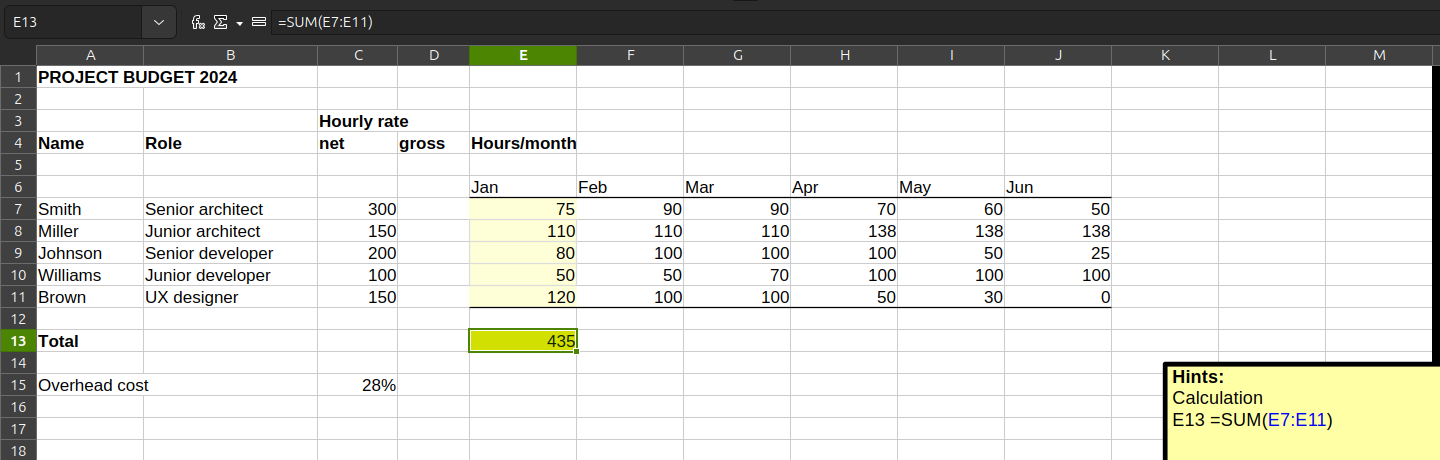 E13 fx Σ = =SUM(E7:E11)
A B C D E F G H I J K L M
1 PROJECT BUDGET 2024
2
3 Hourly rate
4 Name Role net gross Hours/month
5
6 Jan Feb Mar Apr May Jun
7 Smith Senior architect 300 75 90 90 70 60 50
8 Miller Junior architect 150 110 110 110 138 138 138
9 Johnson Senior developer 200 80 100 100 100 50 25
10 Williams Junior developer 100 50 50 70 100 100 100
11 Brown UX designer 150 120 100 100 50 30 0
12
13 Total 435
14
15 Overhead cost 28%
16
17
18
Hints:
Calculation
E13 =SUM(E7:E11)